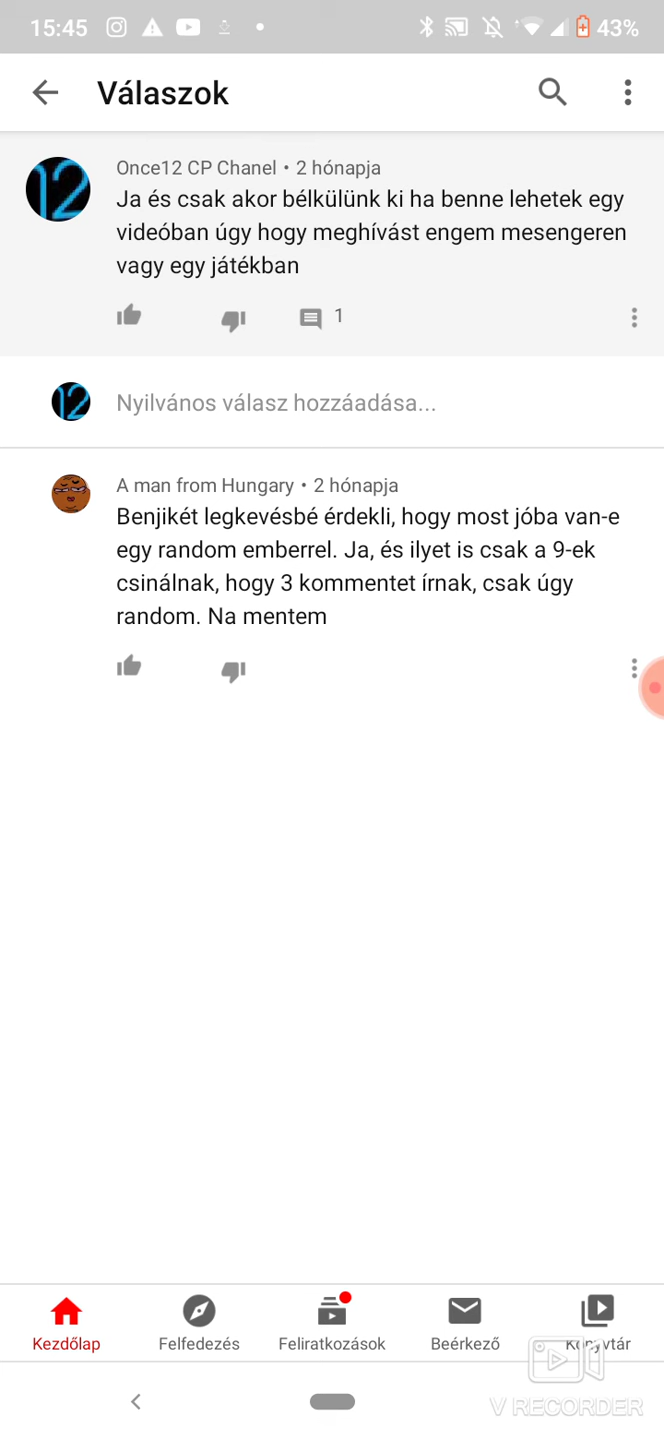 15:45
43%
Válaszok
12
Once12 CP Chanel • 2 hónapja
Ja és csak akor bélkülünk ki ha benne lehetek egy
videóban úgy hogy meghívást engem mesengeren
vagy egy játékban
1
12
Nyilvános válasz hozzáadása...
A man from Hungary • 2 hónapja
Benjikét legkevésbé érdekli, hogy most jóba van-e
egy random emberrel. Ja, és ilyet is csak a 9-ek
csinálnak, hogy 3 kommentet írnak, csak úgy
random. Na mentem
Kezdőlap
Felfedezés
Feliratkozások
Beérkező
Könyvtár
V RECORDER